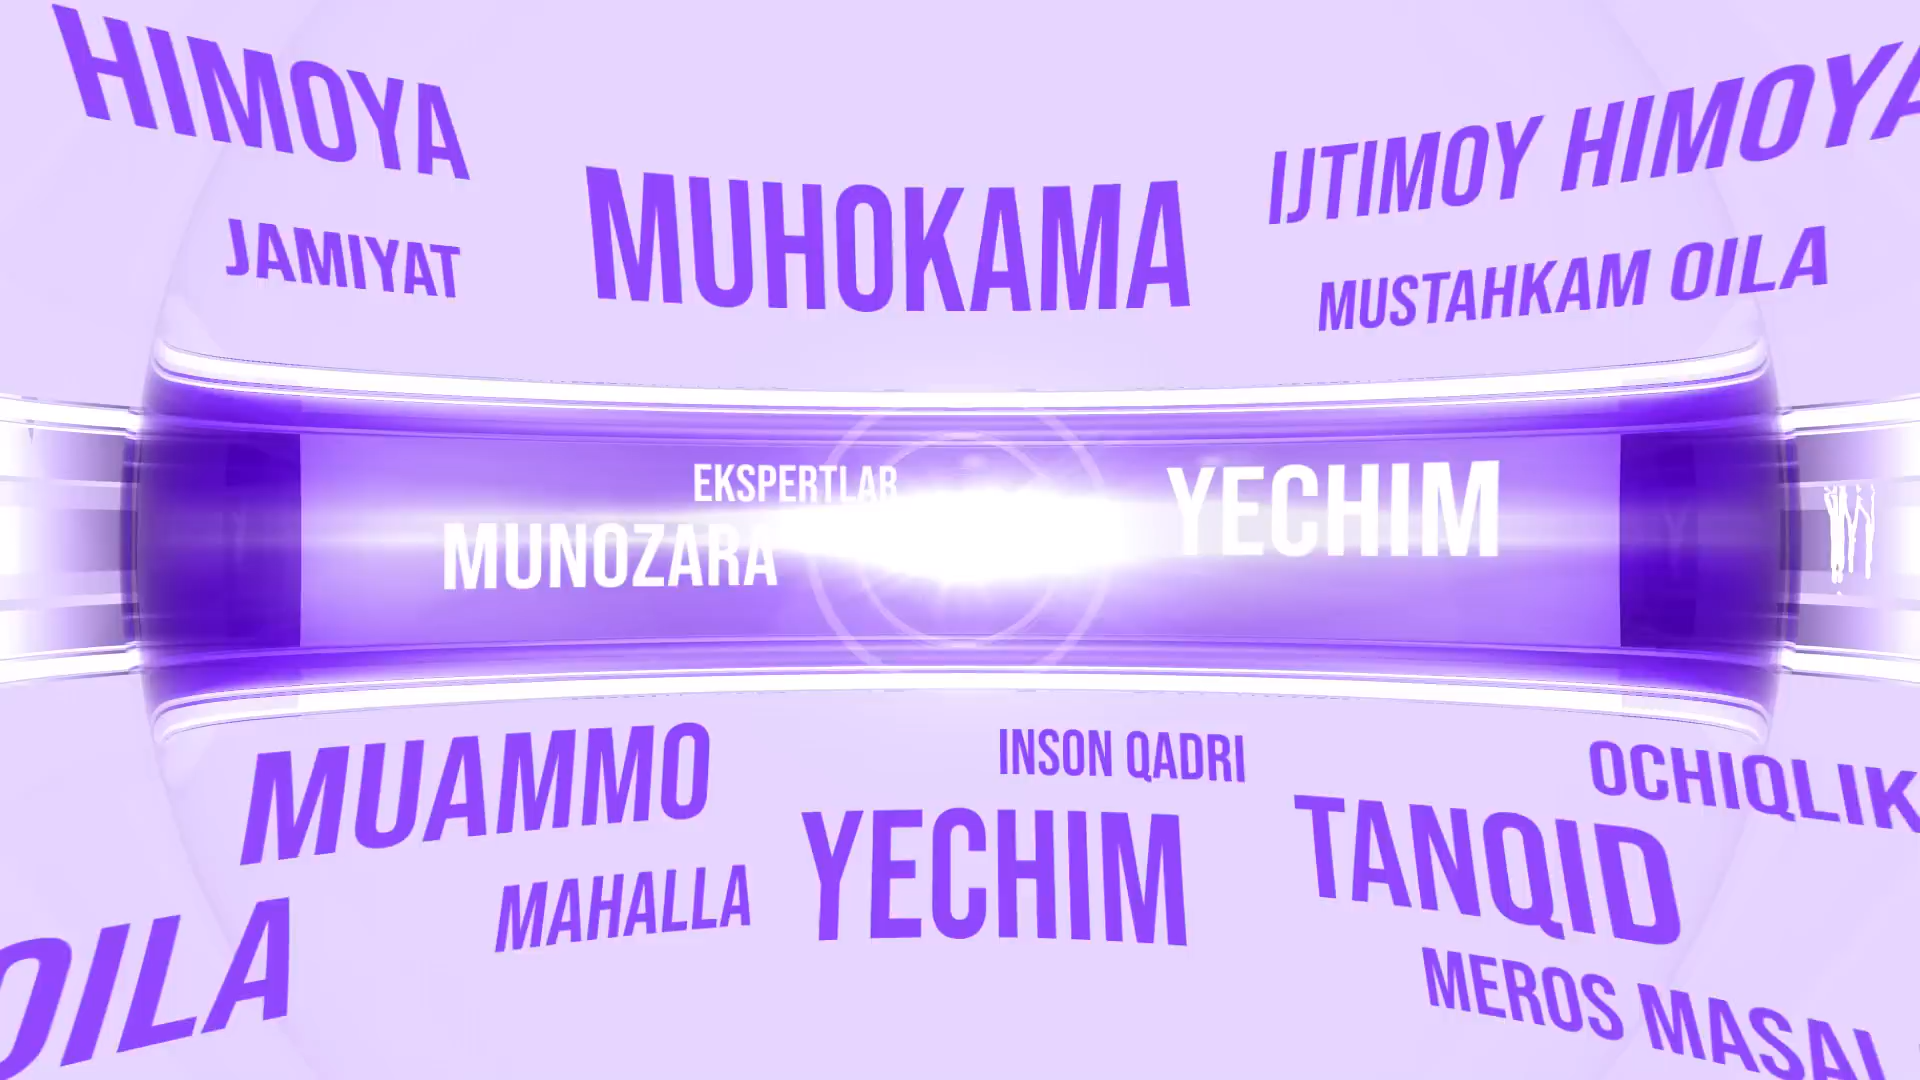 HIMOYA
JAMIYAT
MUHOKAMA
IJTIMOY HIMOYA
MUSTAHKAM OILA
EKSPERTLAR
MUNOZARA
YECHIM
MUAMMO
INSON QADRI
OCHIQLIK
YECHIM
TANQID
MAHALLA
OILA
MEROS